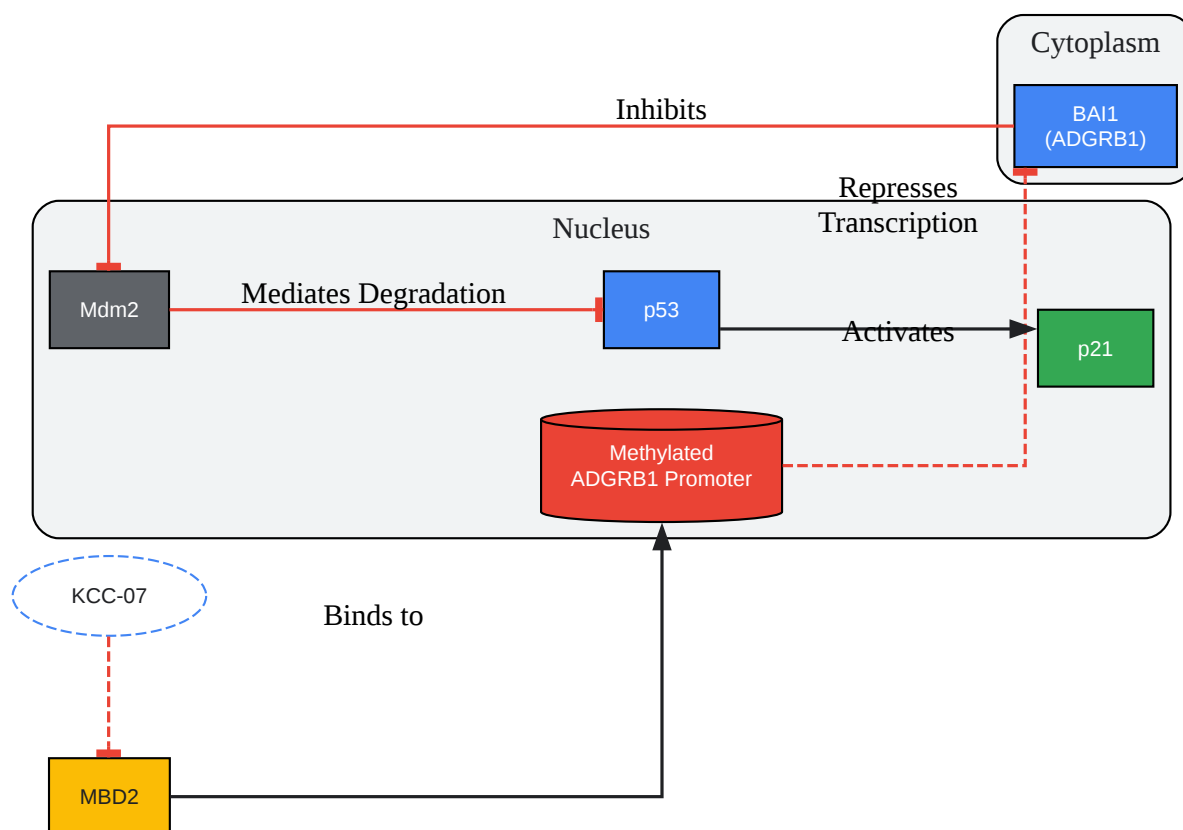 Cytoplasm
BAI1
(ADGRB1)
Inhibits
Represses
Transcription
Nucleus
Mdm2
Mediates Degradation
p53
Activates
p21
Methylated
ADGRB1 Promoter
KCC-07
Binds to
MBD2